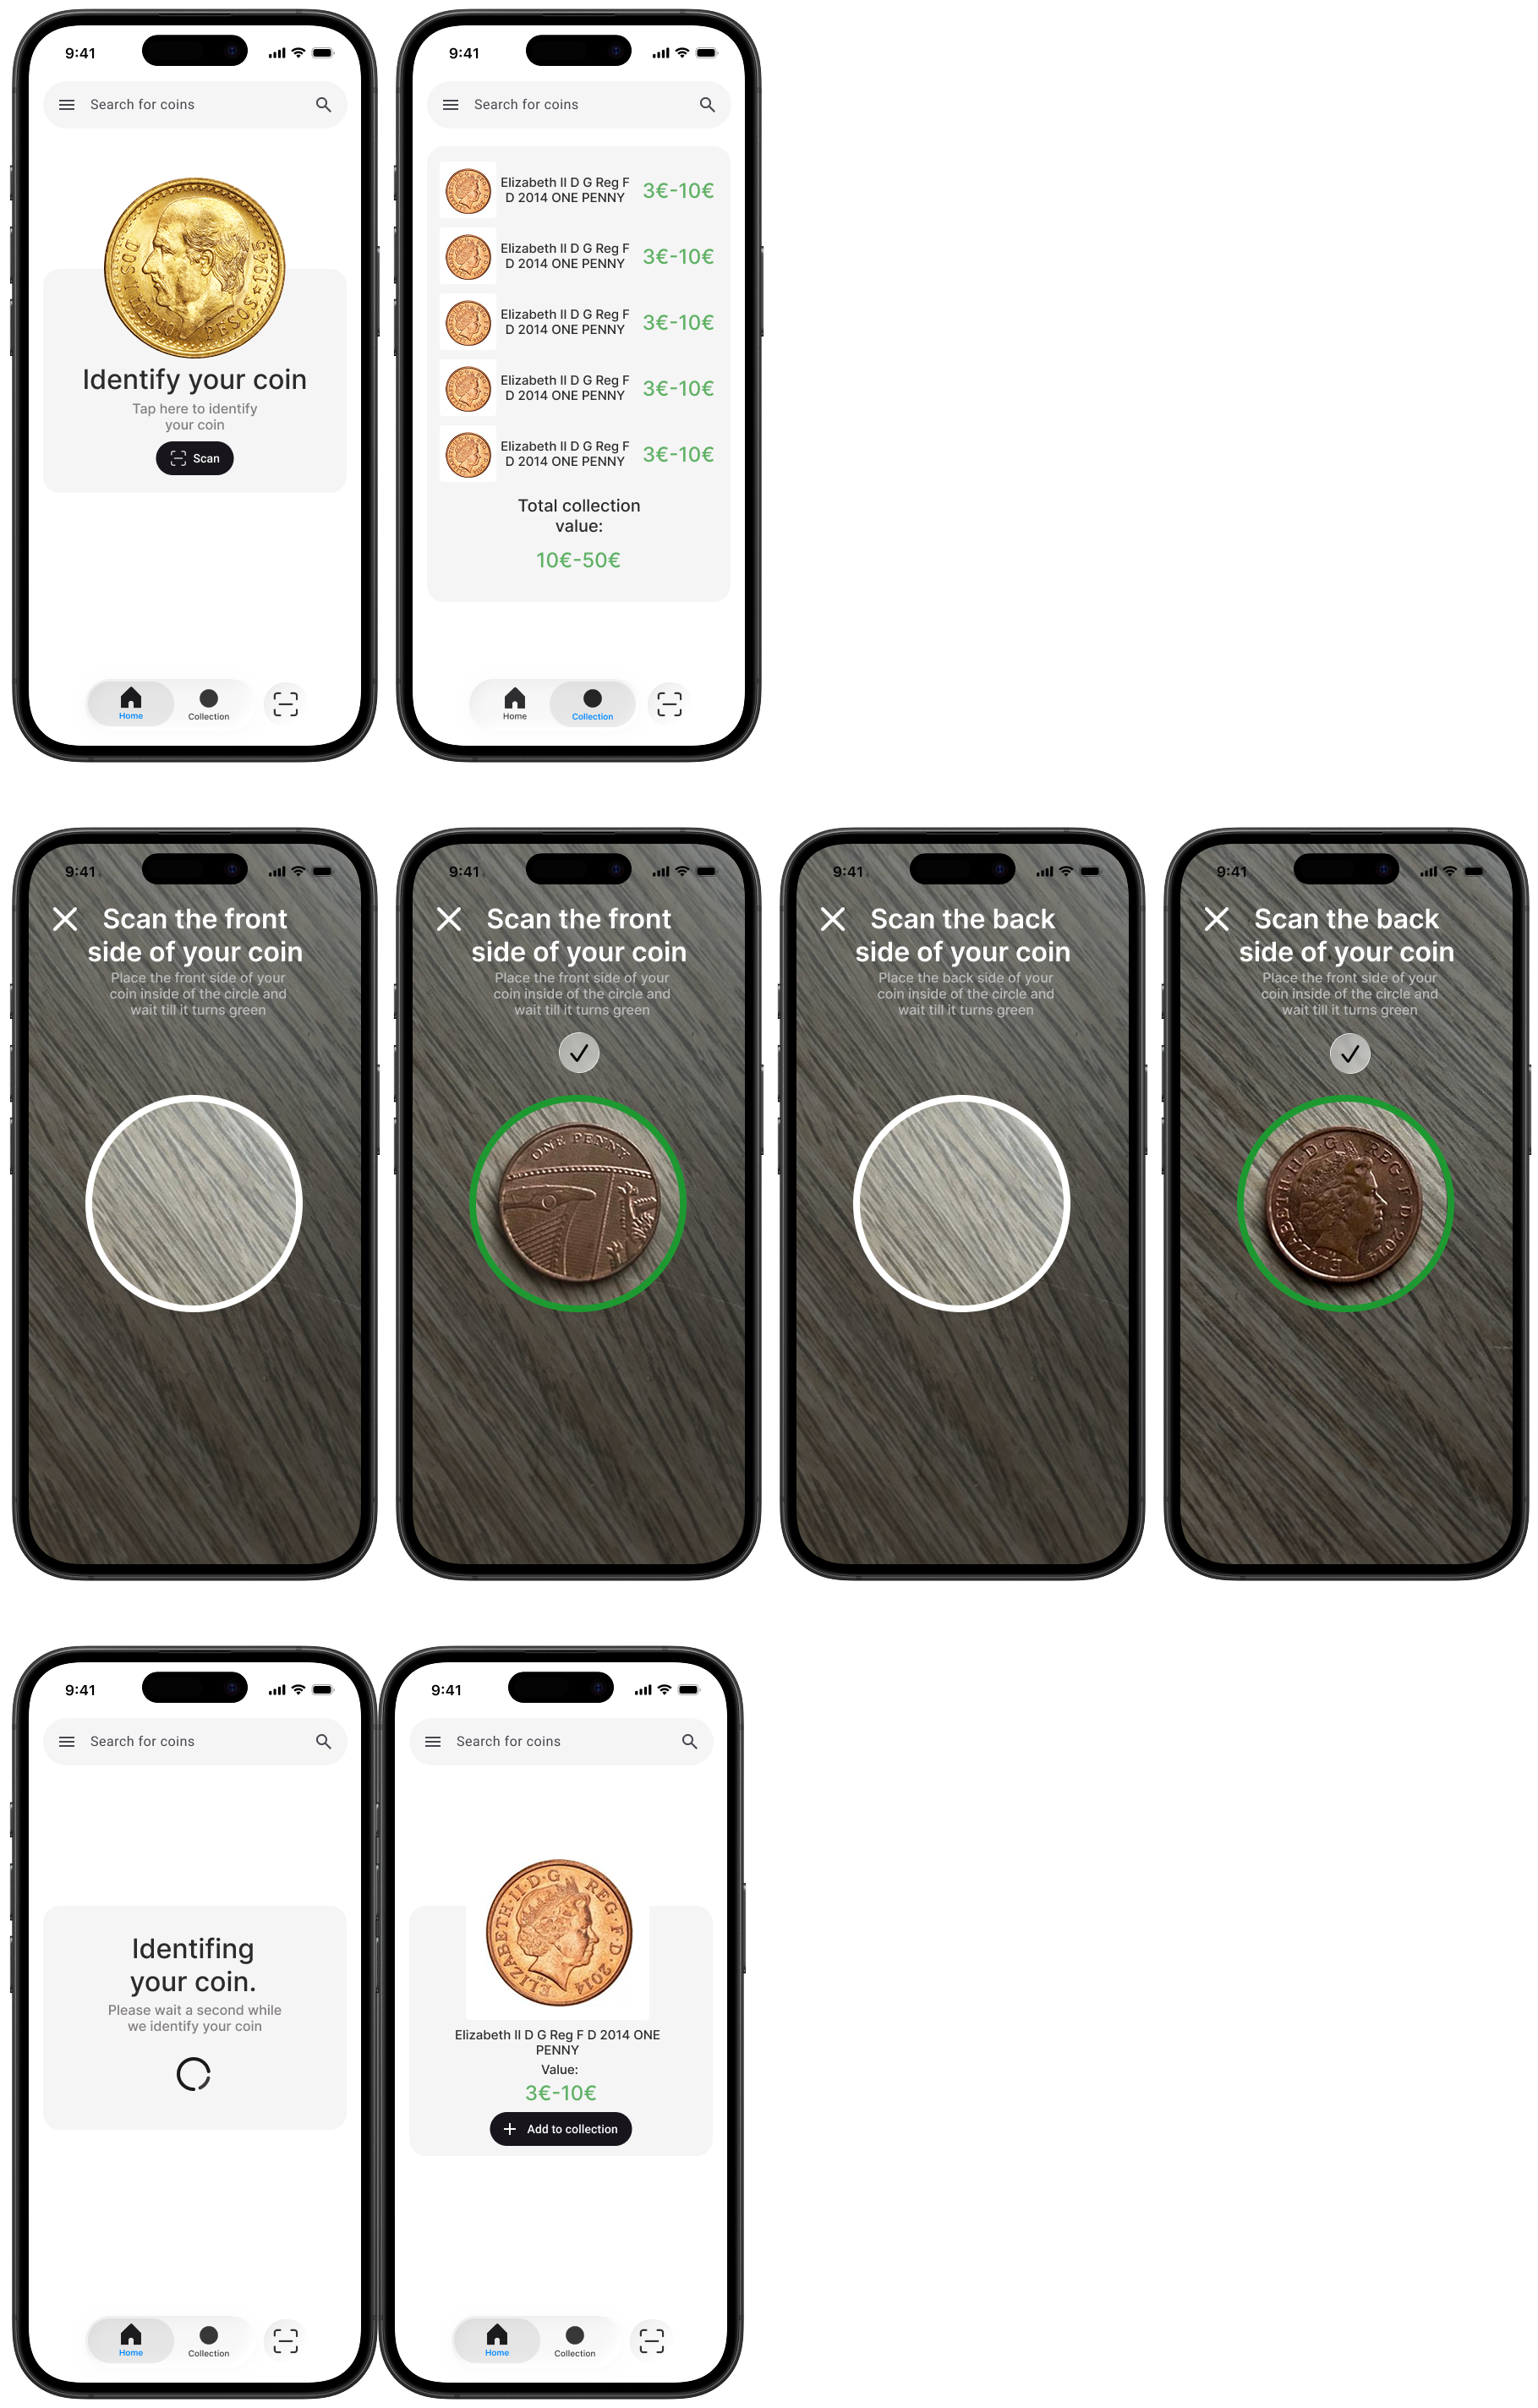 9:41
Search for coins
DOS Y MEDIO PESOS ★ 1945
Identify your coin
Tap here to identify
your coin
Scan
Home
Collection
9:41
Search for coins
Elizabeth II D G Reg F
D 2014 ONE PENNY
3€-10€
Elizabeth II D G Reg F
D 2014 ONE PENNY
3€-10€
Elizabeth II D G Reg F
D 2014 ONE PENNY
3€-10€
Elizabeth II D G Reg F
D 2014 ONE PENNY
3€-10€
Elizabeth II D G Reg F
D 2014 ONE PENNY
3€-10€
Total collection
value:
10€-50€
Home
Collection
9:41
Scan the front
side of your coin
Place the front side of your
coin inside of the circle and
wait till it turns green
9:41
Scan the front
side of your coin
Place the front side of your
coin inside of the circle and
wait till it turns green
ONE PENNY
9:41
Scan the back
side of your coin
Place the back side of your
coin inside of the circle and
wait till it turns green
9:41
Scan the back
side of your coin
Place the front side of your
coin inside of the circle and
wait till it turns green
ELIZABETH·II·D·G REG·F·D·2014
9:41
Search for coins
Identifing
your coin.
Please wait a second while
we identify your coin
Home
Collection
9:41
Search for coins
ELIZABETH·II·D·G REG·F·D·2014
Elizabeth II D G Reg F D 2014 ONE
PENNY
Value:
3€-10€
Add to collection
Home
Collection